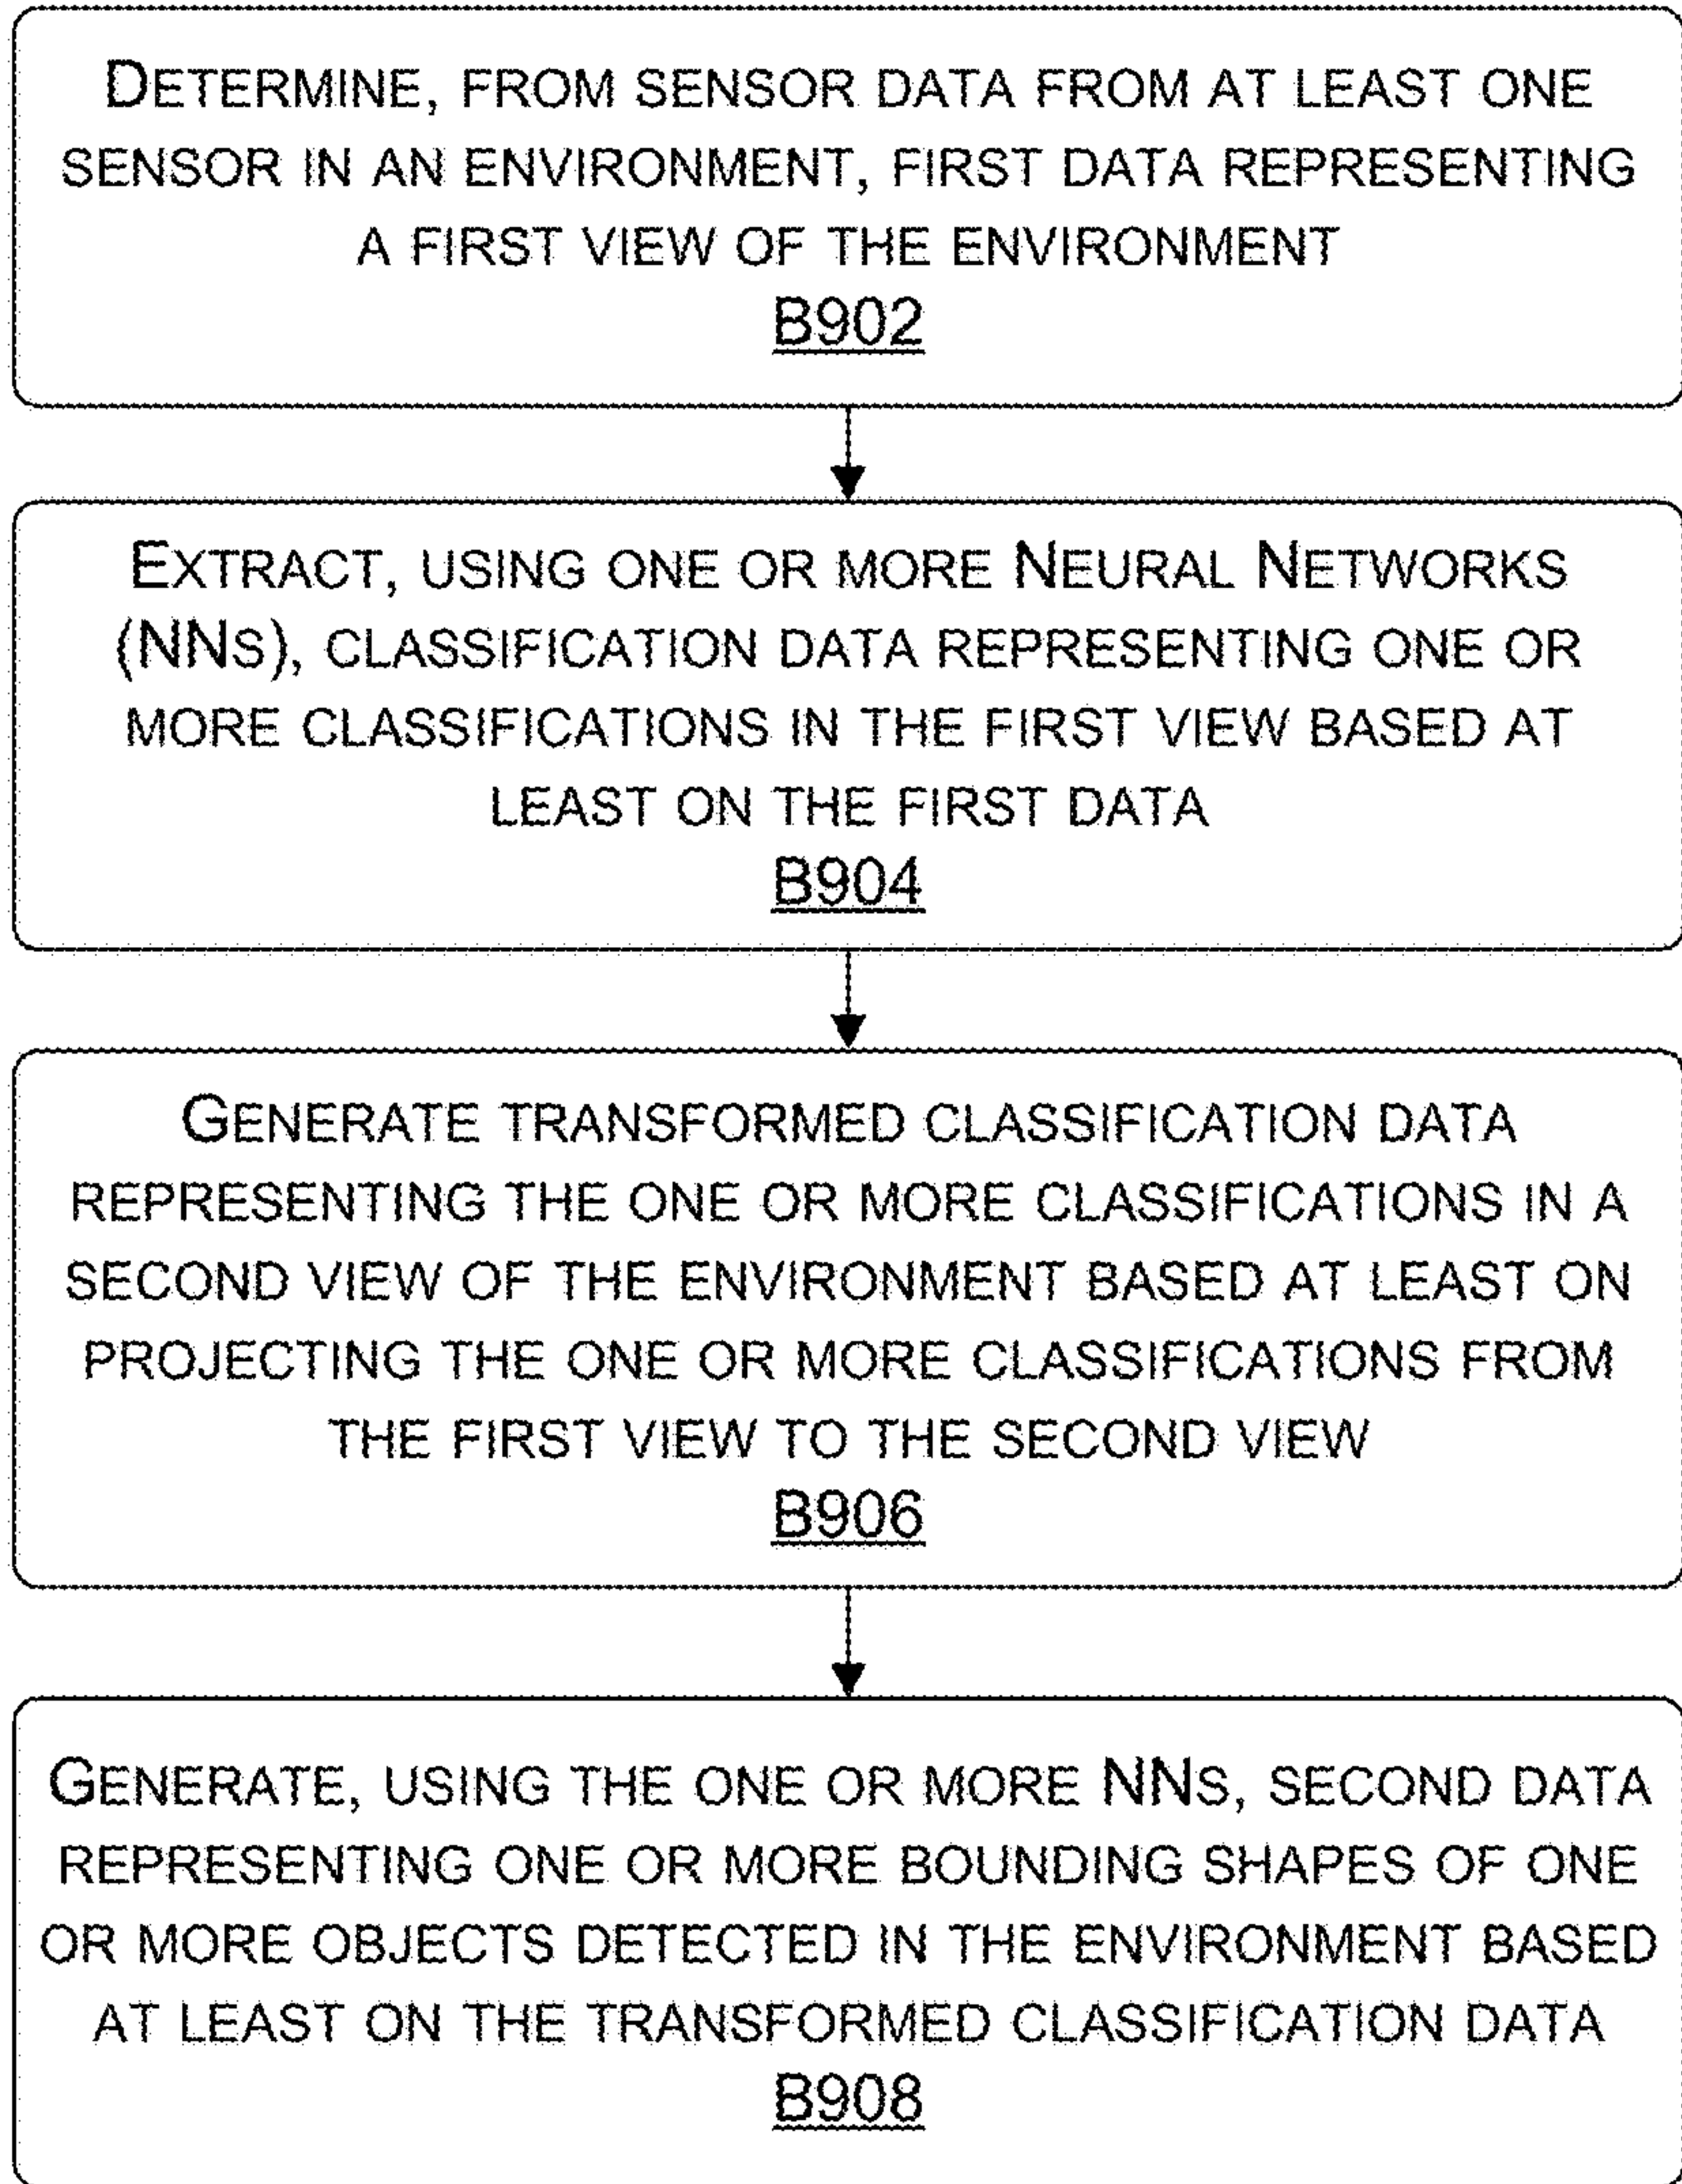 DETERMINE, FROM SENSOR DATA FROM AT LEAST ONE
SENSOR IN AN ENVIRONMENT, FIRST DATA REPRESENTING
A FIRST VIEW OF THE ENVIRONMENT
B902
EXTRACT, USING ONE OR MORE NEURAL NETWORKS
(NNS), CLASSIFICATION DATA REPRESENTING ONE OR
MORE CLASSIFICATIONS IN THE FIRST VIEW BASED AT
LEAST ON THE FIRST DATA
B904
GENERATE TRANSFORMED CLASSIFICATION DATA
REPRESENTING THE ONE OR MORE CLASSIFICATIONS IN A
SECOND VIEW OF THE ENVIRONMENT BASED AT LEAST ON
PROJECTING THE ONE OR MORE CLASSIFICATIONS FROM
THE FIRST VIEW TO THE SECOND VIEW
B906
GENERATE, USING THE ONE OR MORE NNS, SECOND DATA
REPRESENTING ONE OR MORE BOUNDING SHAPES OF ONE
OR MORE OBJECTS DETECTED IN THE ENVIRONMENT BASED
AT LEAST ON THE TRANSFORMED CLASSIFICATION DATA
B908